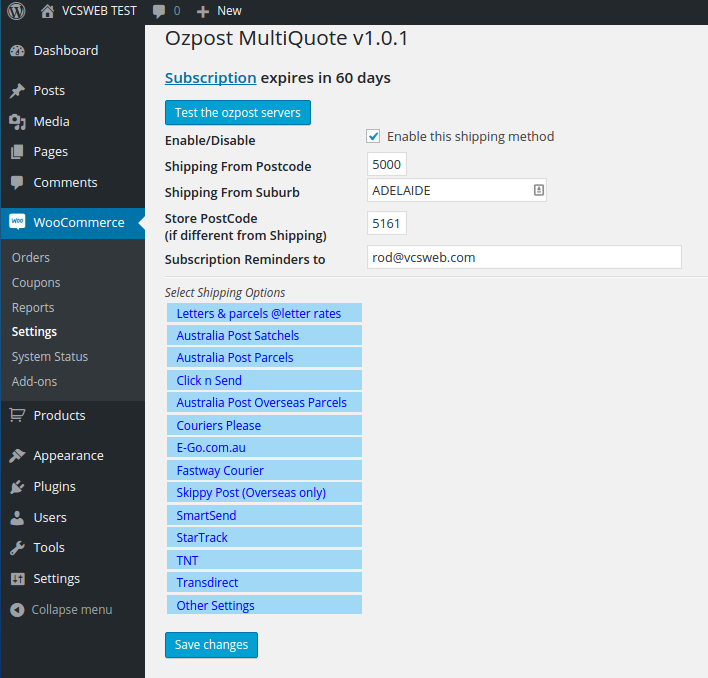 VCSWEB TEST 0 New
Dashboard
Posts
Media
Pages
Comments
woo WooCommerce
Orders
Coupons
Reports
Settings
System Status
Add-ons
Products
Appearance
Plugins
Users
Tools
Settings
Collapse menu
Ozpost MultiQuote v1.0.1
Subscription expires in 60 days
Test the ozpost servers
Enable/Disable Enable this shipping method
Shipping From Postcode 5000
Shipping From Suburb ADELAIDE
Store PostCode
(if different from Shipping) 5161
Subscription Reminders to rod@vcsweb.com
Select Shipping Options
Letters & parcels @letter rates
Australia Post Satchels
Australia Post Parcels
Click n Send
Australia Post Overseas Parcels
Couriers Please
E-Go.com.au
Fastway Courier
Skippy Post (Overseas only)
SmartSend
StarTrack
TNT
Transdirect
Other Settings
Save changes